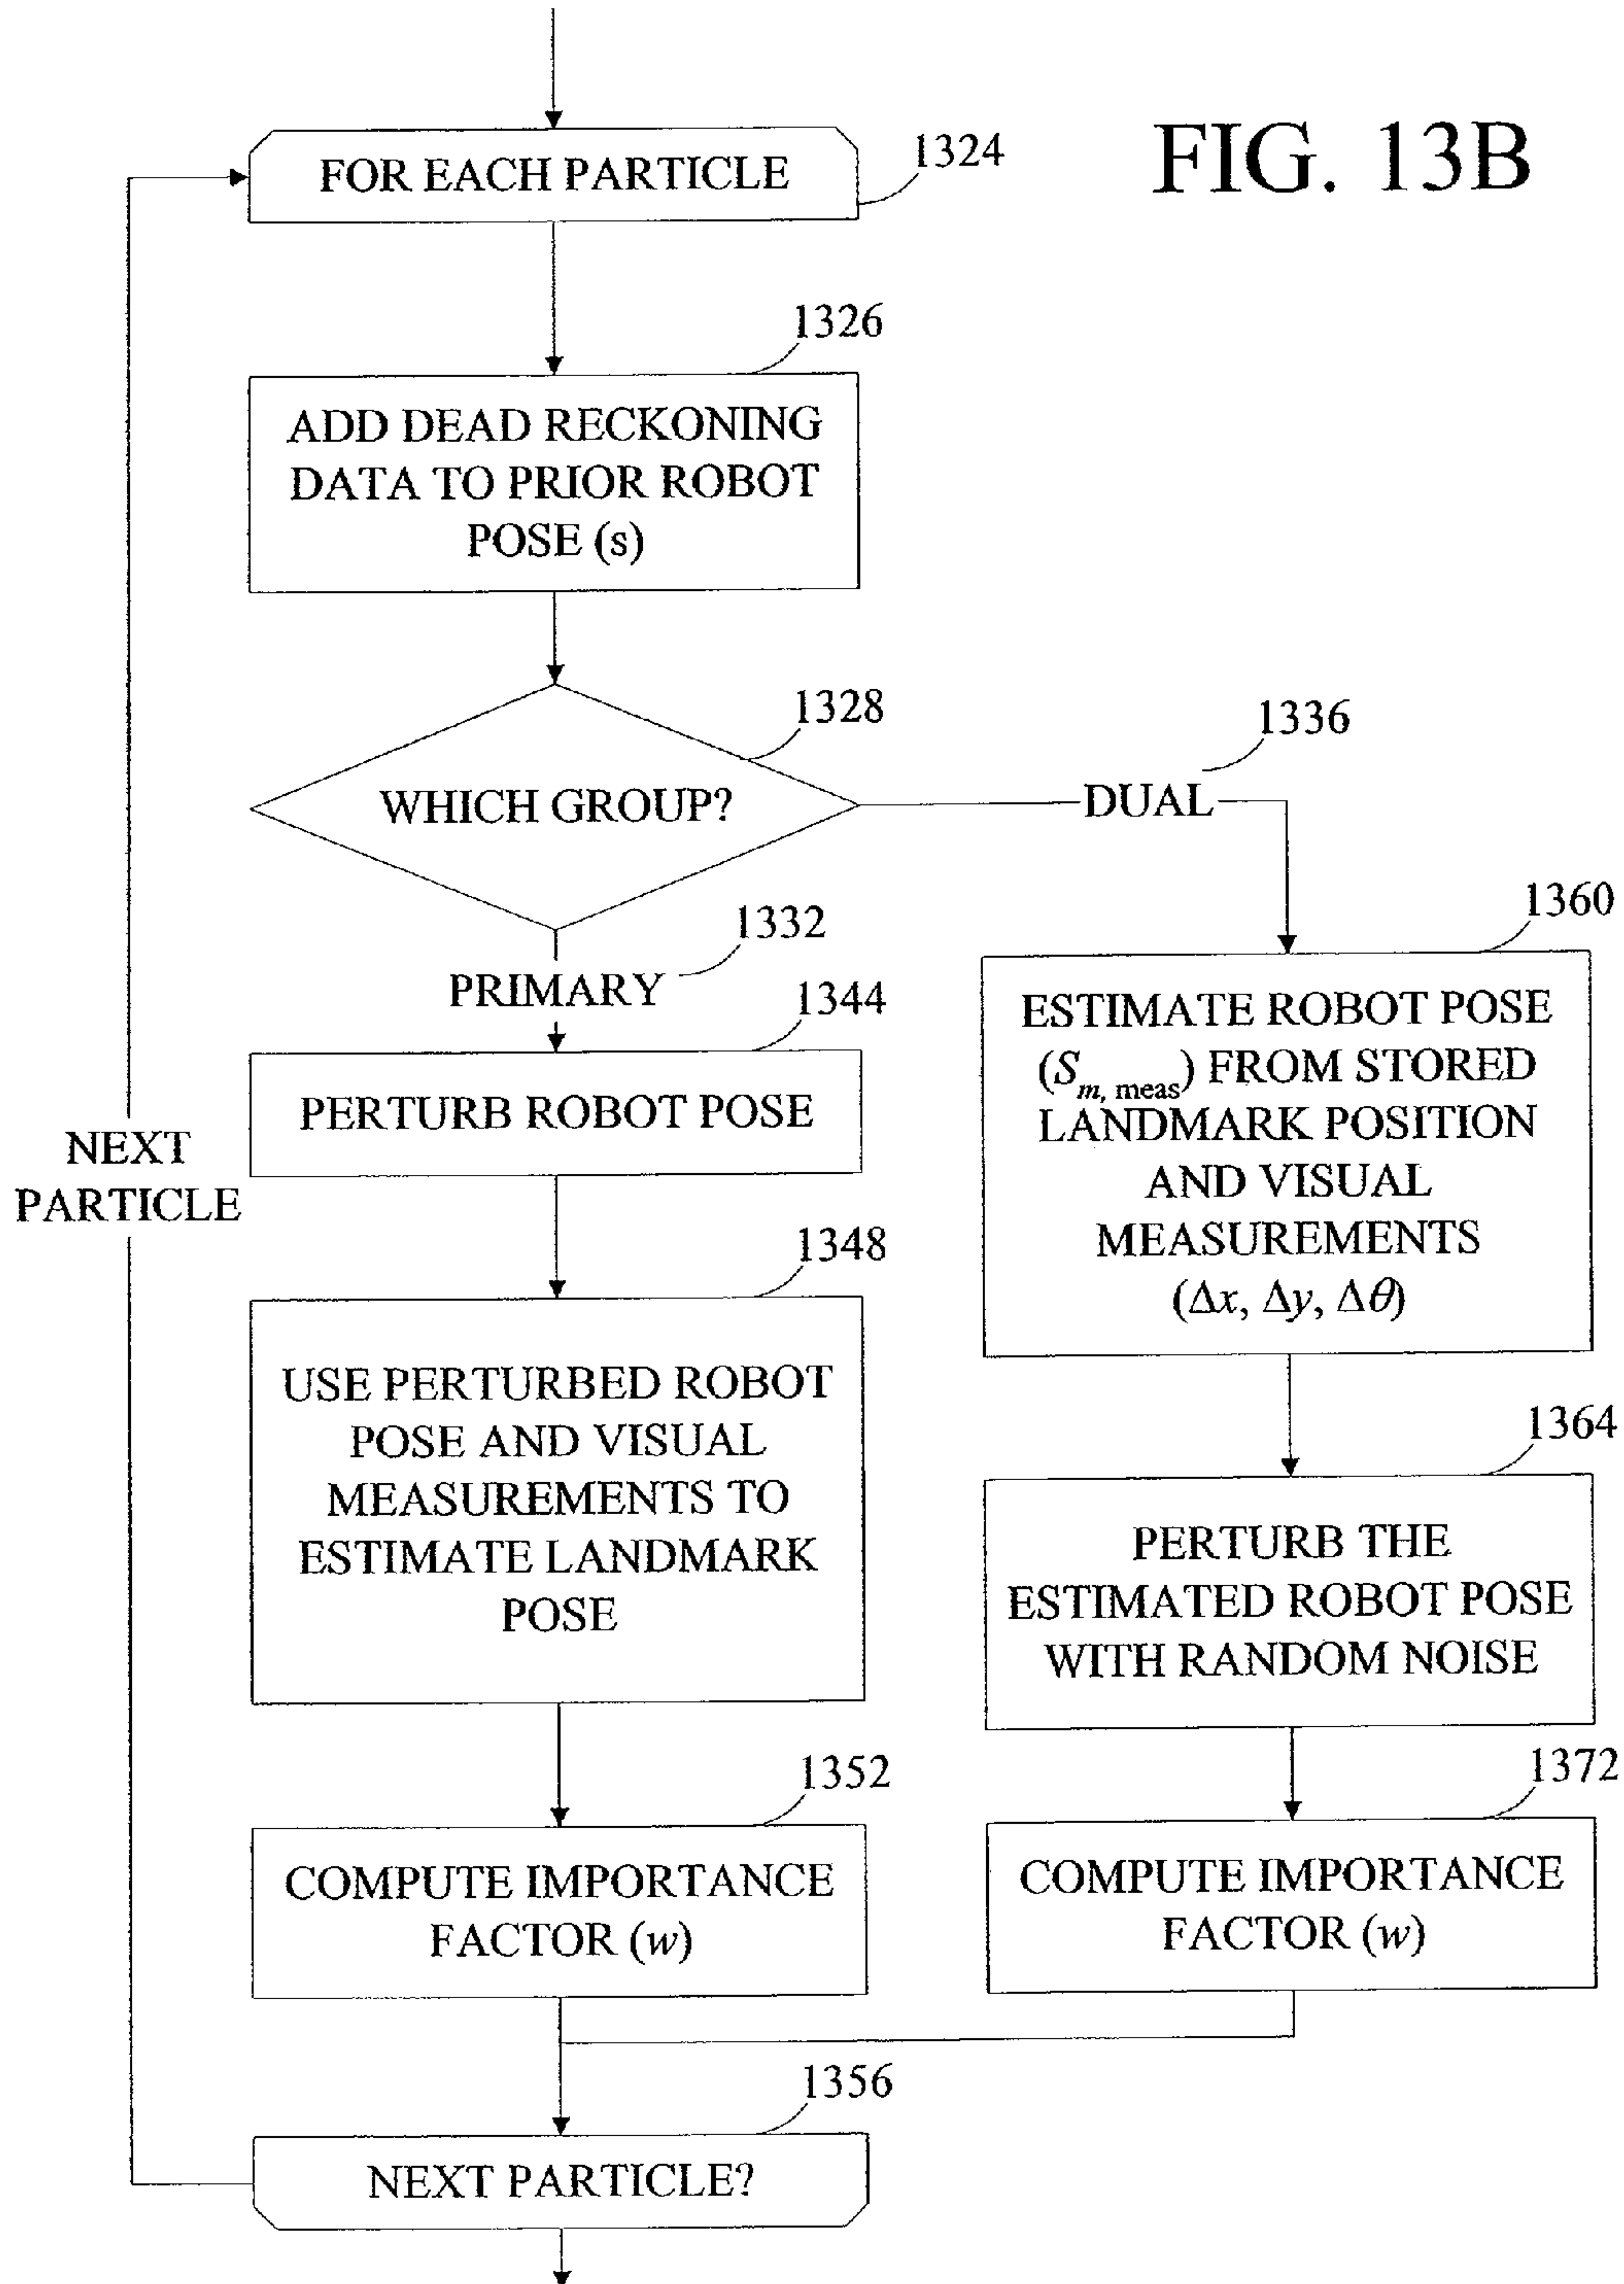 FIG. 13B
1324
FOR EACH PARTICLE
1326
ADD DEAD RECKONING
DATA TO PRIOR ROBOT
POSE (s)
1328
WHICH GROUP?
1336
DUAL
1332
PRIMARY
1344
PERTURB ROBOT POSE
1348
USE PERTURBED ROBOT
POSE AND VISUAL
MEASUREMENTS TO
ESTIMATE LANDMARK
POSE
1352
COMPUTE IMPORTANCE
FACTOR (w)
1360
ESTIMATE ROBOT POSE
(Sm, meas) FROM STORED
LANDMARK POSITION
AND VISUAL
MEASUREMENTS
(Δx, Δy, Δθ)
1364
PERTURB THE
ESTIMATED ROBOT POSE
WITH RANDOM NOISE
1372
COMPUTE IMPORTANCE
FACTOR (w)
1356
NEXT PARTICLE?
NEXT
PARTICLE